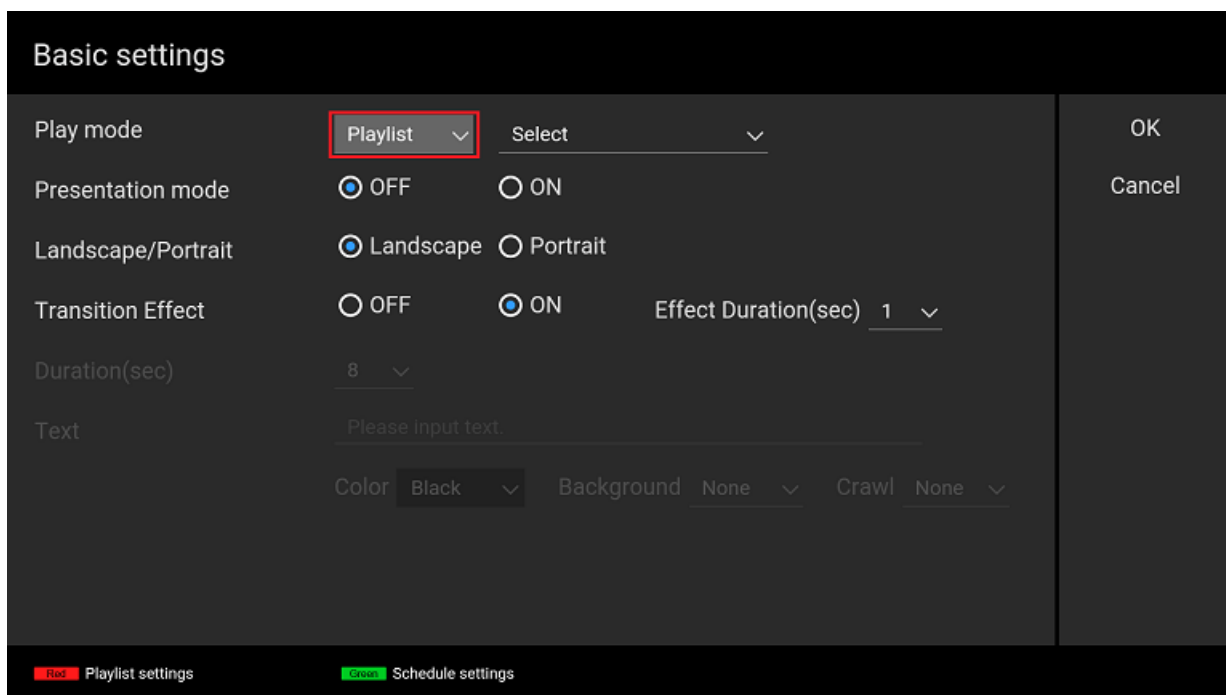 Basic settings
Play mode Playlist Select OK
Presentation mode OFF ON Cancel
Landscape/Portrait Landscape Portrait
Transition Effect OFF ON Effect Duration(sec) 1
Duration(sec) 8
Text Please input text.
Color Black Background None Crawl None
Red Playlist settings Green Schedule settings